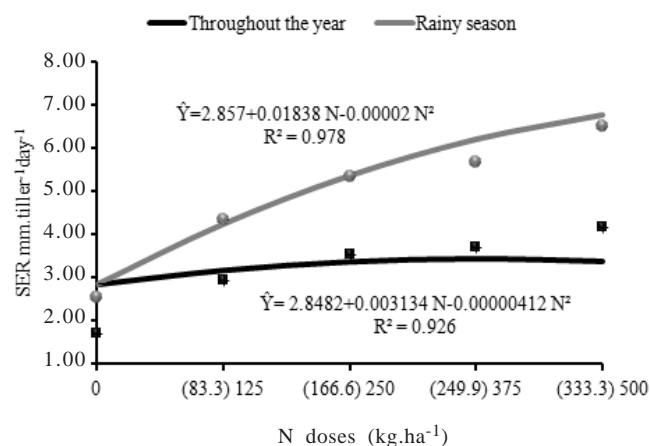 Throughout the year Rainy season
SER mm.tiller-1day-1
8.00
7.00
6.00
5.00
4.00
3.00
2.00
1.00
Ŷ=2.857+0.01838 N-0.00002 N²
R² = 0.978
Ŷ= 2.8482+0.003134 N-0.00000412 N²
R² = 0.926
0 (83.3) 125 (166.6) 250 (249.9) 375 (333.3) 500
N doses (kg.ha-1)